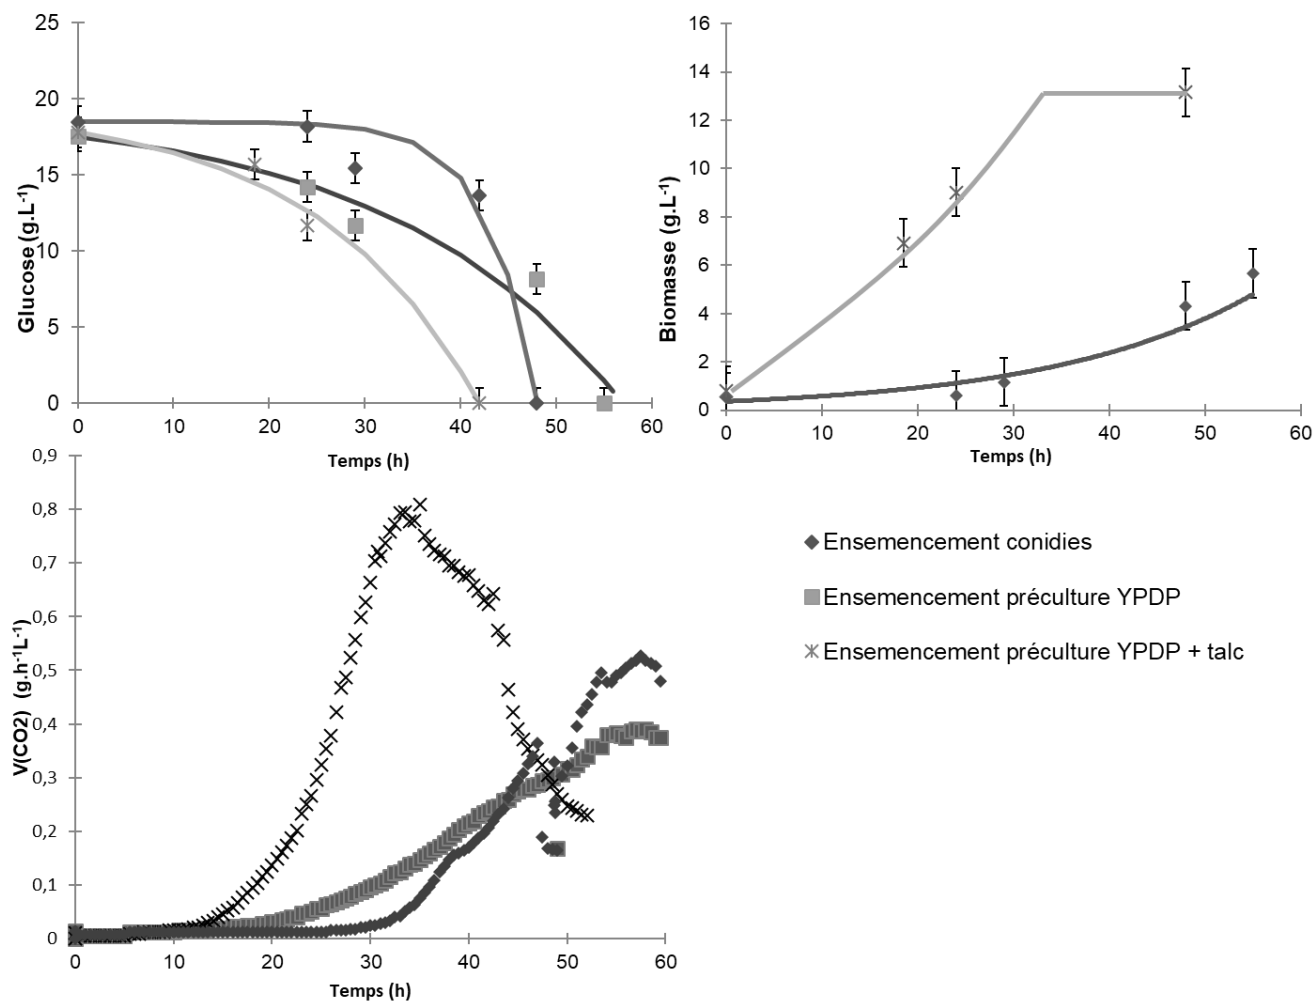 25
20
15
10
5
0
Glucose (g.L-1)
0 10 20 30 40 50 60
Temps (h)
16
14
12
10
8
6
4
2
0
Biomasse (g.L-1)
0 10 20 30 40 50 60
Temps (h)
0,9
0,8
0,7
0,6
0,5
0,4
0,3
0,2
0,1
0
V(CO2) (g.h-1L-1)
0 10 20 30 40 50 60
Temps (h)
Ensemencement conidies
Ensemencement préculture YPDP
Ensemencement préculture YPDP + talc